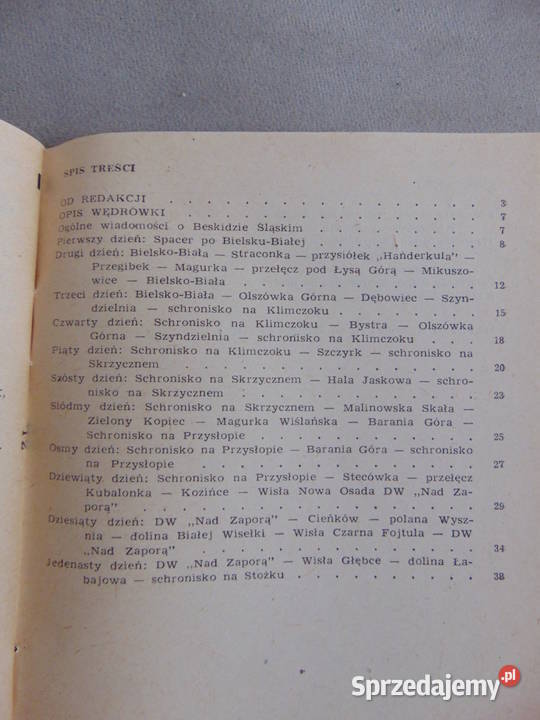 SPIS TREŚCI
OD REDAKCJI . . . . . . . . . . . . 3
OPIS WĘDRÓWKI . . . . . . . . . . . 7
Ogólne wiadomości o Beskidzie Śląskim . . . . . . 7
Pierwszy dzień: Spacer po Bielsku-Białej . . . . . . 8
Drugi dzień: Bielsko-Biała — Straconka — przysiółek „Hańderkula” —
Przegibek — Magurka — przełęcz pod Łysą Górą — Mikuszo-
wice — Bielsko-Biała . . . . . . . . . . 12
Trzeci dzień: Bielsko-Biała — Olszówka Górna — Dębowiec — Szyn-
dzielnia — schronisko na Klimczoku . . . . . . 15
Czwarty dzień: Schronisko na Klimczoku — Bystra — Olszówka
Górna — Szyndzielnia — schronisko na Klimczoku . . . 18
Piąty dzień: Schronisko na Klimczoku — Szczyrk — schronisko na
Skrzycznem . . . . . . . . . . . . 20
Szósty dzień: Schronisko na Skrzycznem — Hala Jaskowa — schro-
nisko na Skrzycznem . . . . . . . . . . 23
Siódmy dzień: Schronisko na Skrzycznem — Malinowska Skała —
Zielony Kopiec — Magurka Wiślańska — Barania Góra —
Schronisko na Przysłopie . . . . . . . . . 25
Ósmy dzień: Schronisko na Przysłopie — Barania Góra — schronisko
na Przysłopie . . . . . . . . . . . 27
Dziewiąty dzień: Schronisko na Przysłopie — Stecówka — przełęcz
Kubalonka — Kozińce — Wisła Nowa Osada DW „Nad Za-
porą” . . . . . . . . . . . . . 29
Dziesiąty dzień: DW „Nad Zaporą” — Cieńków — polana Wysz-
nia — dolina Białej Wisełki — Wisła Czarna Fojtula — DW
„Nad Zaporą” . . . . . . . . . . . 34
Jedenasty dzień: DW „Nad Zaporą” — Wisła Głębce — dolina Ła-
bajowa — schronisko na Stożku . . . . . . . 38
Sprzedajemy.pl